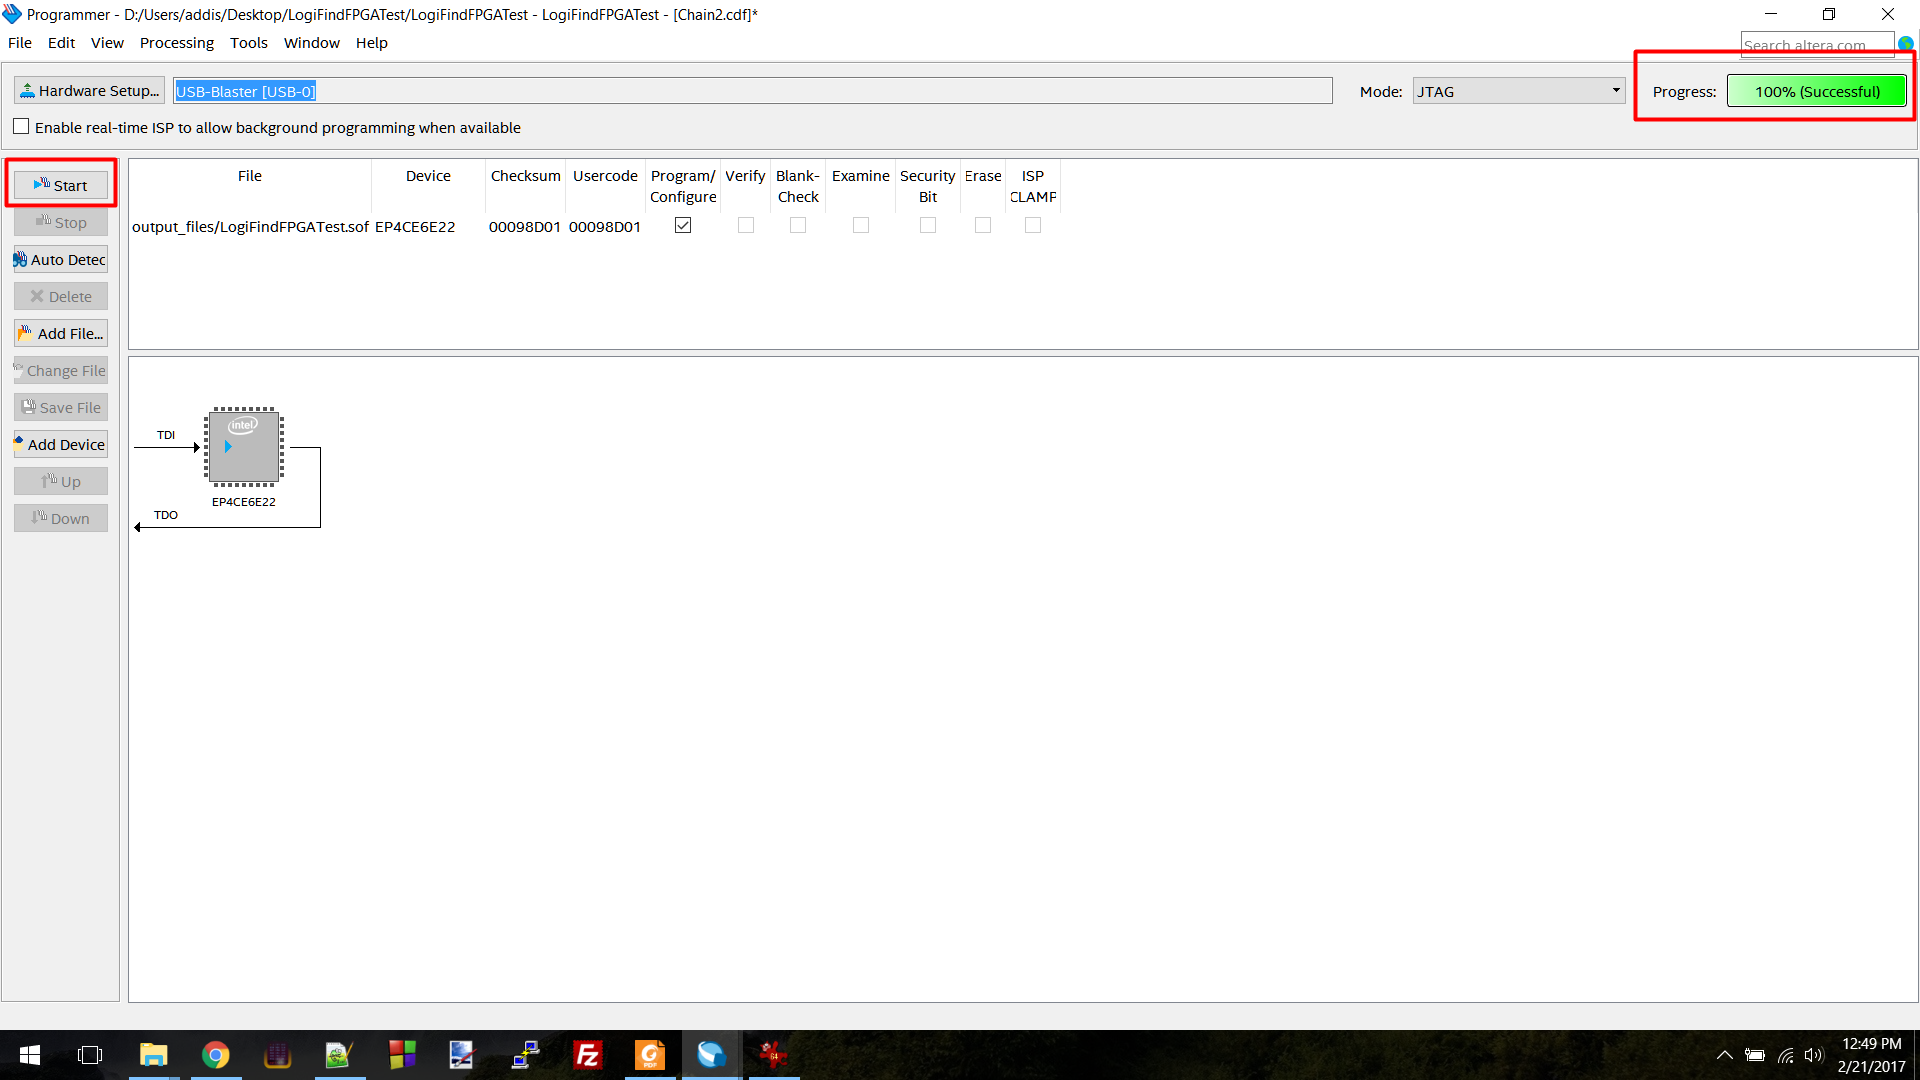 Programmer - D:/Users/addis/Desktop/LogiFindFPGATest/LogiFindFPGATest - LogiFindFPGATest - [Chain2.cdf]*
File Edit View Processing Tools Window Help
Search altera.com
Hardware Setup... USB-Blaster [USB-0] Mode: JTAG Progress: 100% (Successful)
Enable real-time ISP to allow background programming when available
Start
Stop
Auto Detec
Delete
Add File...
Change File
Save File
Add Device
Up
Down
File Device Checksum Usercode Program/ Verify Blank- Examine Security Erase ISP
Configure Check Bit CLAMP
output_files/LogiFindFPGATest.sof EP4CE6E22 00098D01 00098D01
TDI
intel
EP4CE6E22
TDO
PDF
64
12:49 PM
2/21/2017